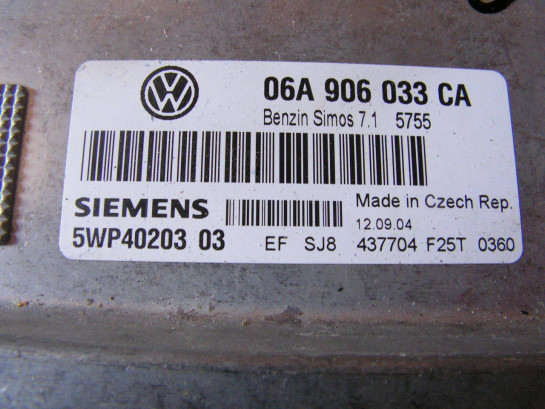 06A 906 033 CA
Benzin Simos 7.1 5755
SIEMENS Made in Czech Rep.
12.09.04
5WP40203 03 EF SJ8 437704 F25T 0360